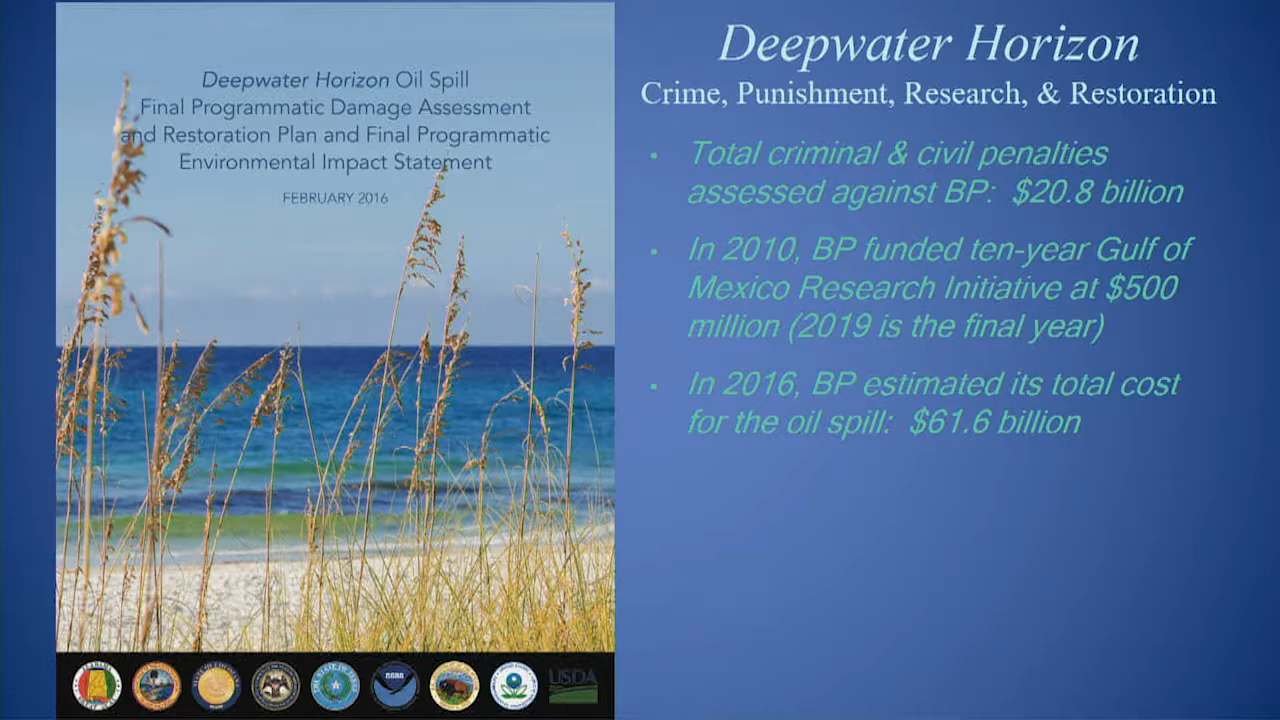 Deepwater Horizon Oil Spill
Final Programmatic Damage Assessment
and Restoration Plan and Final Programmatic
Environmental Impact Statement
FEBRUARY 2016
NOAA
USDA
Deepwater Horizon
Crime, Punishment, Research, & Restoration
• Total criminal & civil penalties
assessed against BP: $20.8 billion
• In 2010, BP funded ten-year Gulf of
Mexico Research Initiative at $500
million (2019 is the final year)
• In 2016, BP estimated its total cost
for the oil spill: $61.6 billion